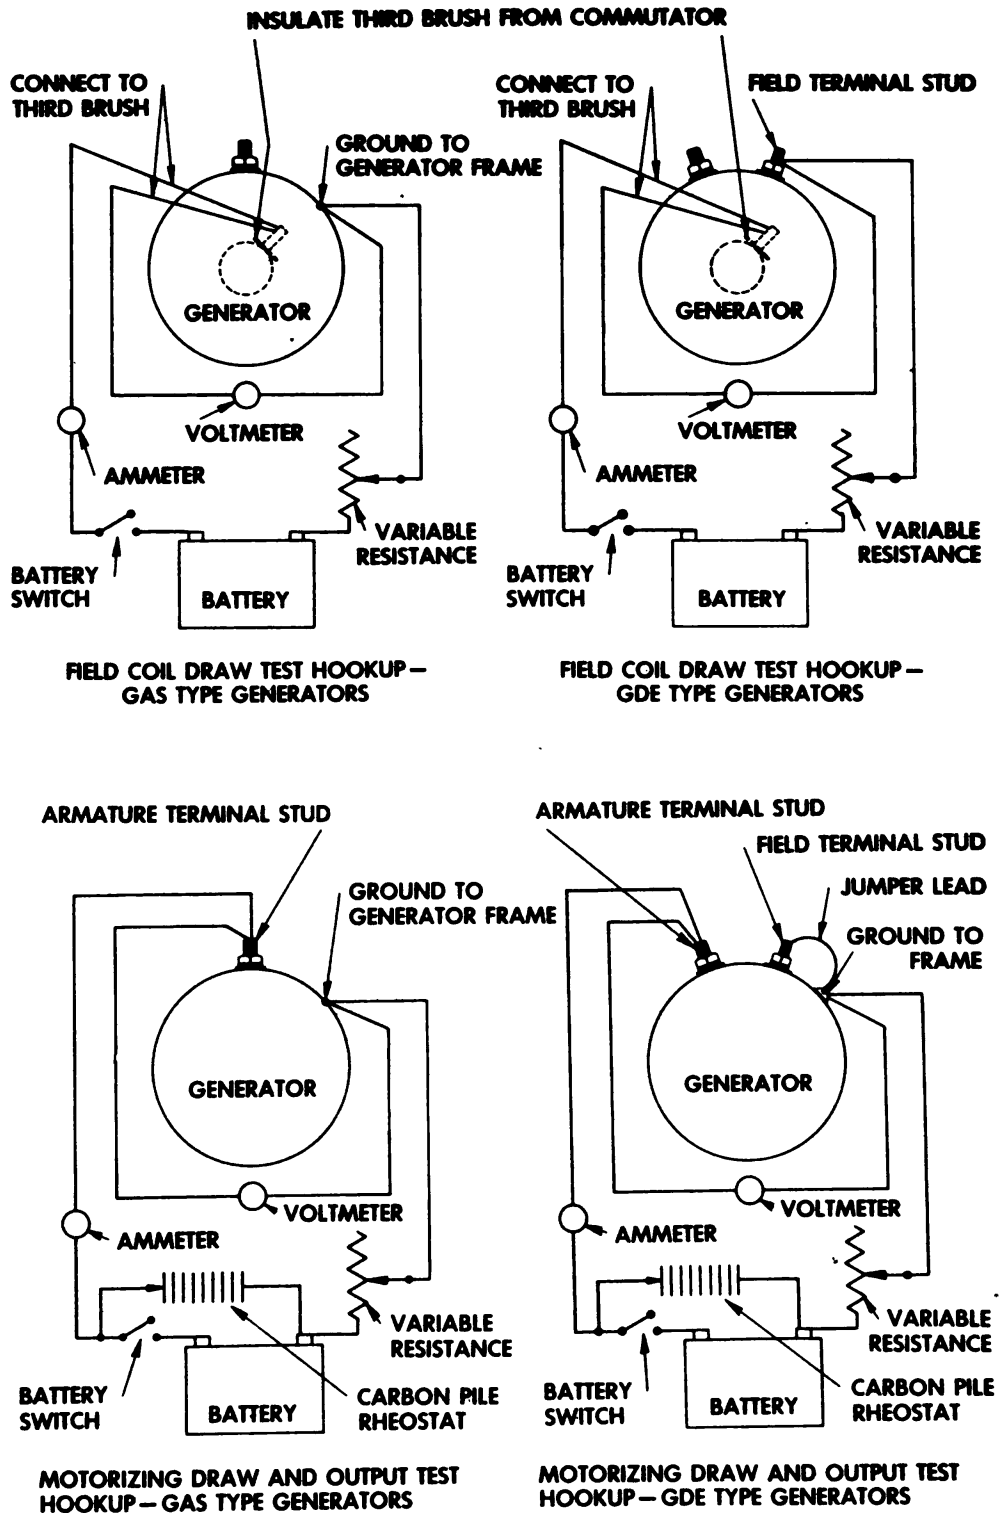 INSULATE THIRD BRUSH FROM COMMUTATOR
CONNECT TO
THIRD BRUSH
GROUND TO
GENERATOR FRAME
GENERATOR
VOLTMETER
AMMETER
VARIABLE
RESISTANCE
BATTERY
SWITCH
BATTERY
FIELD COIL DRAW TEST HOOKUP—
GAS TYPE GENERATORS
CONNECT TO
THIRD BRUSH
FIELD TERMINAL STUD
GENERATOR
VOLTMETER
AMMETER
VARIABLE
RESISTANCE
BATTERY
SWITCH
BATTERY
FIELD COIL DRAW TEST HOOKUP—
GDE TYPE GENERATORS
ARMATURE TERMINAL STUD
GROUND TO
GENERATOR FRAME
GENERATOR
VOLTMETER
AMMETER
VARIABLE
RESISTANCE
BATTERY
SWITCH
CARBON PILE
RHEOSTAT
BATTERY
MOTORIZING DRAW AND OUTPUT TEST
HOOKUP—GAS TYPE GENERATORS
ARMATURE TERMINAL STUD
FIELD TERMINAL STUD
JUMPER LEAD
GROUND TO
FRAME
GENERATOR
VOLTMETER
AMMETER
VARIABLE
RESISTANCE
BATTERY
SWITCH
CARBON PILE
RHEOSTAT
BATTERY
MOTORIZING DRAW AND OUTPUT TEST
HOOKUP—GDE TYPE GENERATORS